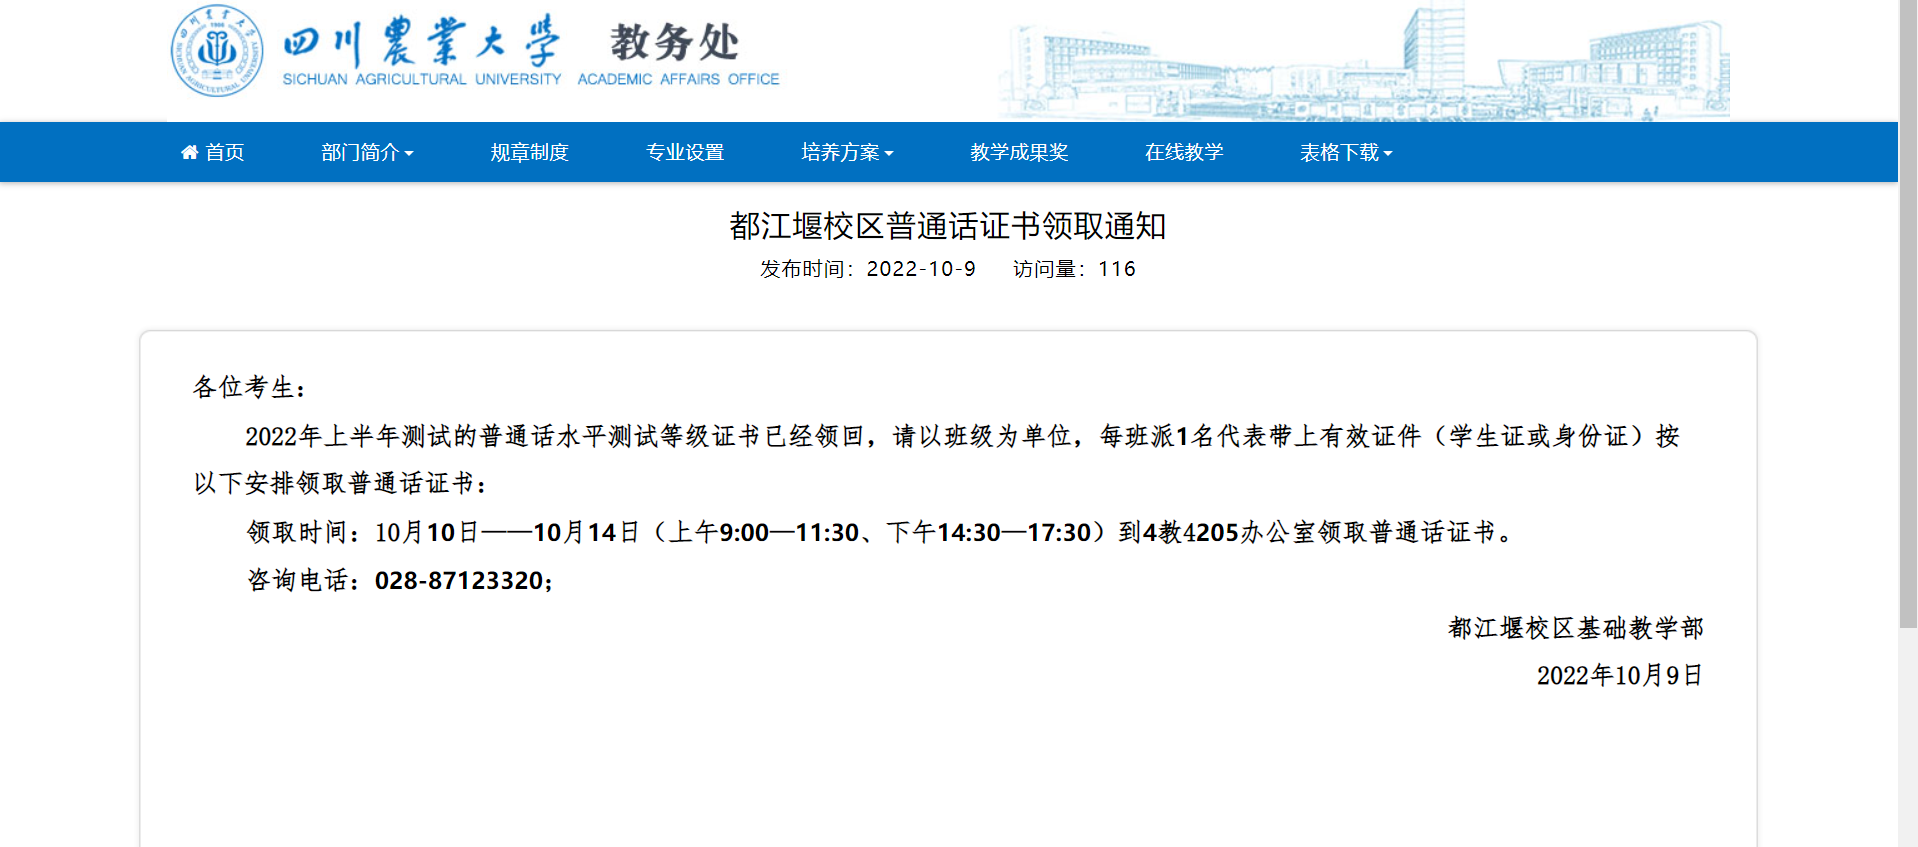 四川農業大学 教务处
SICHUAN AGRICULTURAL UNIVERSITY ACADEMIC AFFAIRS OFFICE
首页 部门简介 规章制度 专业设置 培养方案 教学成果奖 在线教学 表格下载
都江堰校区普通话证书领取通知
发布时间：2022-10-9 访问量：116
各位考生：
2022年上半年测试的普通话水平测试等级证书已经领回，请以班级为单位，每班派1名代表带上有效证件（学生证或身份证）按
以下安排领取普通话证书：
领取时间：10月10日——10月14日（上午9:00—11:30、下午14:30—17:30）到4教4205办公室领取普通话证书。
咨询电话：028-87123320；
都江堰校区基础教学部
2022年10月9日